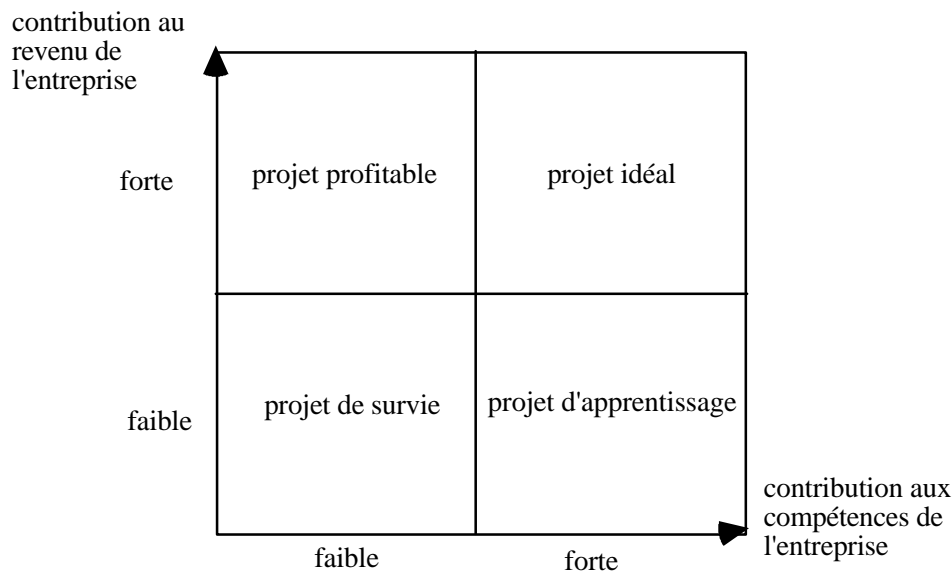 contribution au
revenu de
l'entreprise
forte
projet profitable
projet idéal
faible
projet de survie
projet d'apprentissage
contribution aux
compétences de
l'entreprise
faible
forte